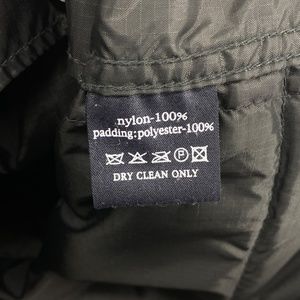 nylon-100%
padding:polyester-100%
DRY CLEAN ONLY